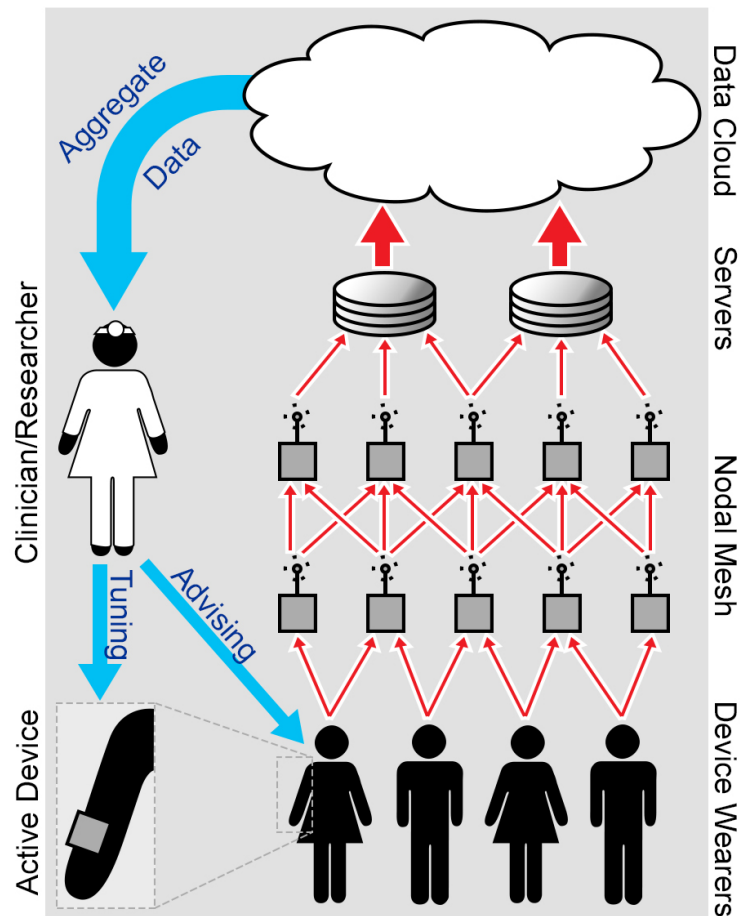 Aggregate
Data
Data Cloud
Servers
Clinician/Researcher
Nodal Mesh
Tuning
Advising
Active Device
Device Wearers